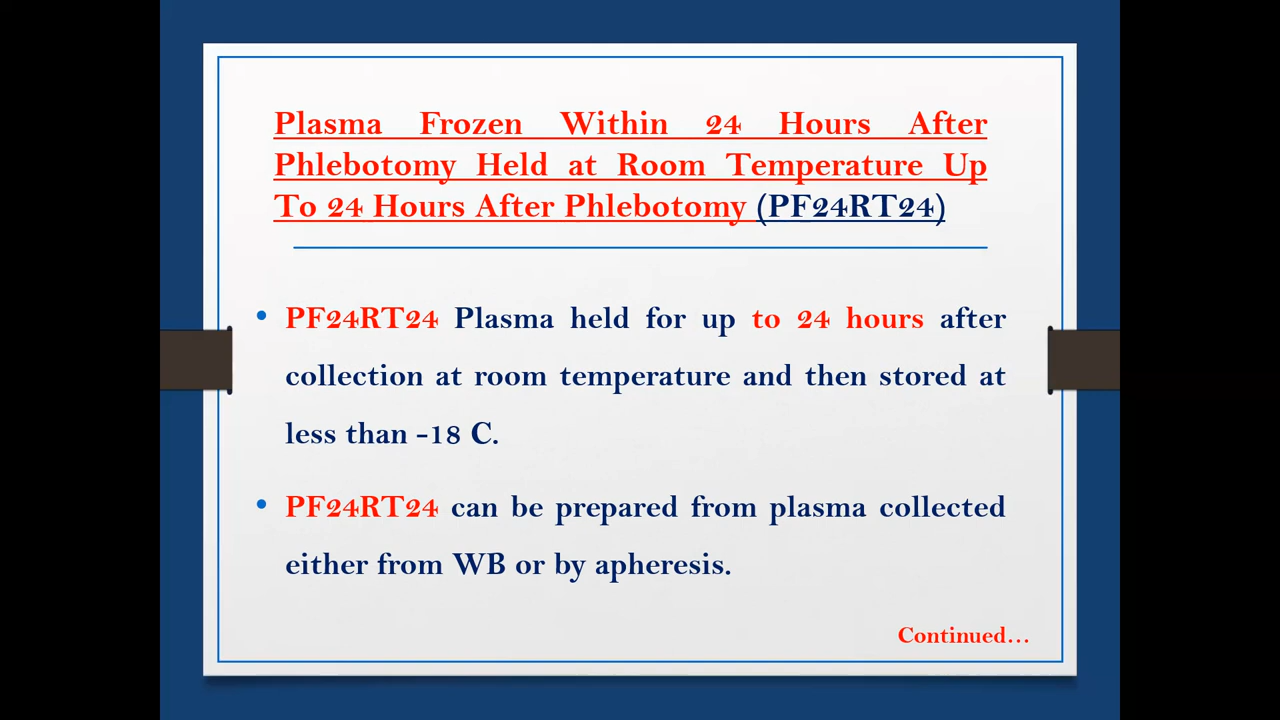 Plasma Frozen Within 24 Hours After
Phlebotomy Held at Room Temperature Up
To 24 Hours After Phlebotomy (PF24RT24)
• PF24RT24 Plasma held for up to 24 hours after
collection at room temperature and then stored at
less than -18 C.
• PF24RT24 can be prepared from plasma collected
either from WB or by apheresis.
Continued…